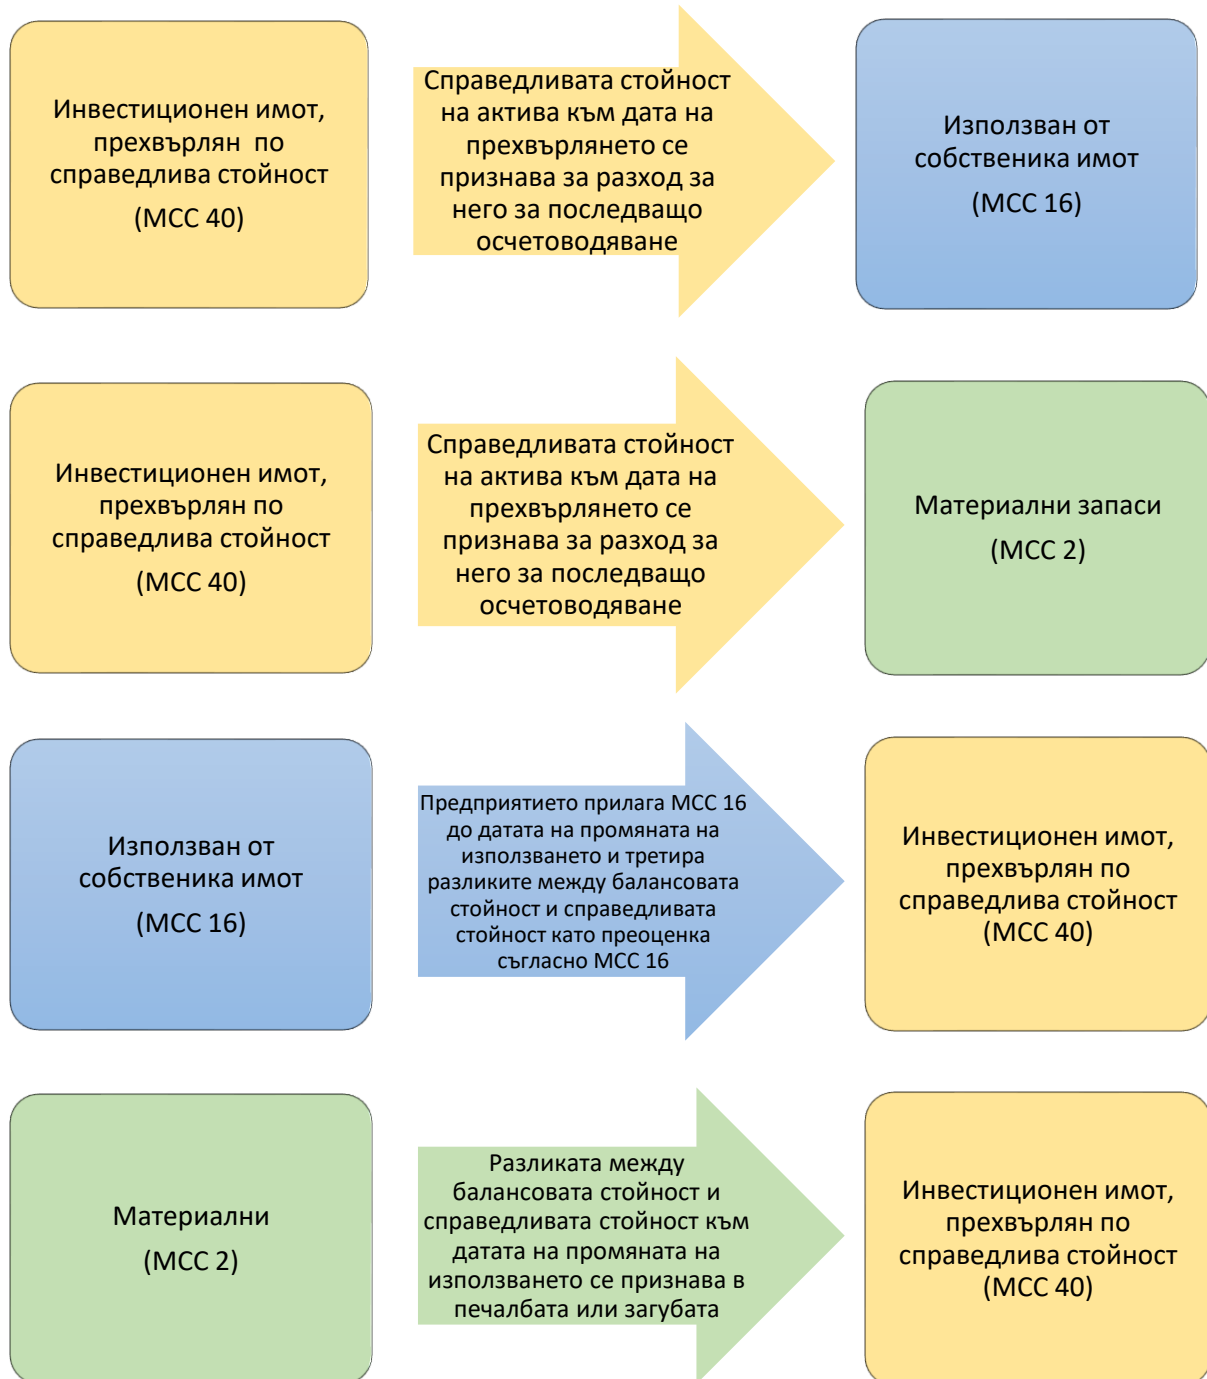 Инвестиционен имот,
прехвърлян по
справедлива стойност
(МСС 40)
Справедливата стойност
на актива към дата на
прехвърлянето се
признава за разход за
него за последващо
осчетоводяване
Използван от
собственика имот
(МСС 16)
Инвестиционен имот,
прехвърлян по
справедлива стойност
(МСС 40)
Справедливата стойност
на актива към дата на
прехвърлянето се
признава за разход за
него за последващо
осчетоводяване
Материални запаси
(МСС 2)
Използван от
собственика имот
(МСС 16)
Предприятието прилага МСС 16
до датата на промяната на
използването и третира
разликите между балансовата
стойност и справедливата
стойност като преоценка
съгласно МСС 16
Инвестиционен имот,
прехвърлян по
справедлива стойност
(МСС 40)
Материални
(МСС 2)
Разликата между
балансовата стойност и
справедливата стойност към
датата на промяната на
използването се признава в
печалбата или загубата
Инвестиционен имот,
прехвърлян по
справедлива стойност
(МСС 40)